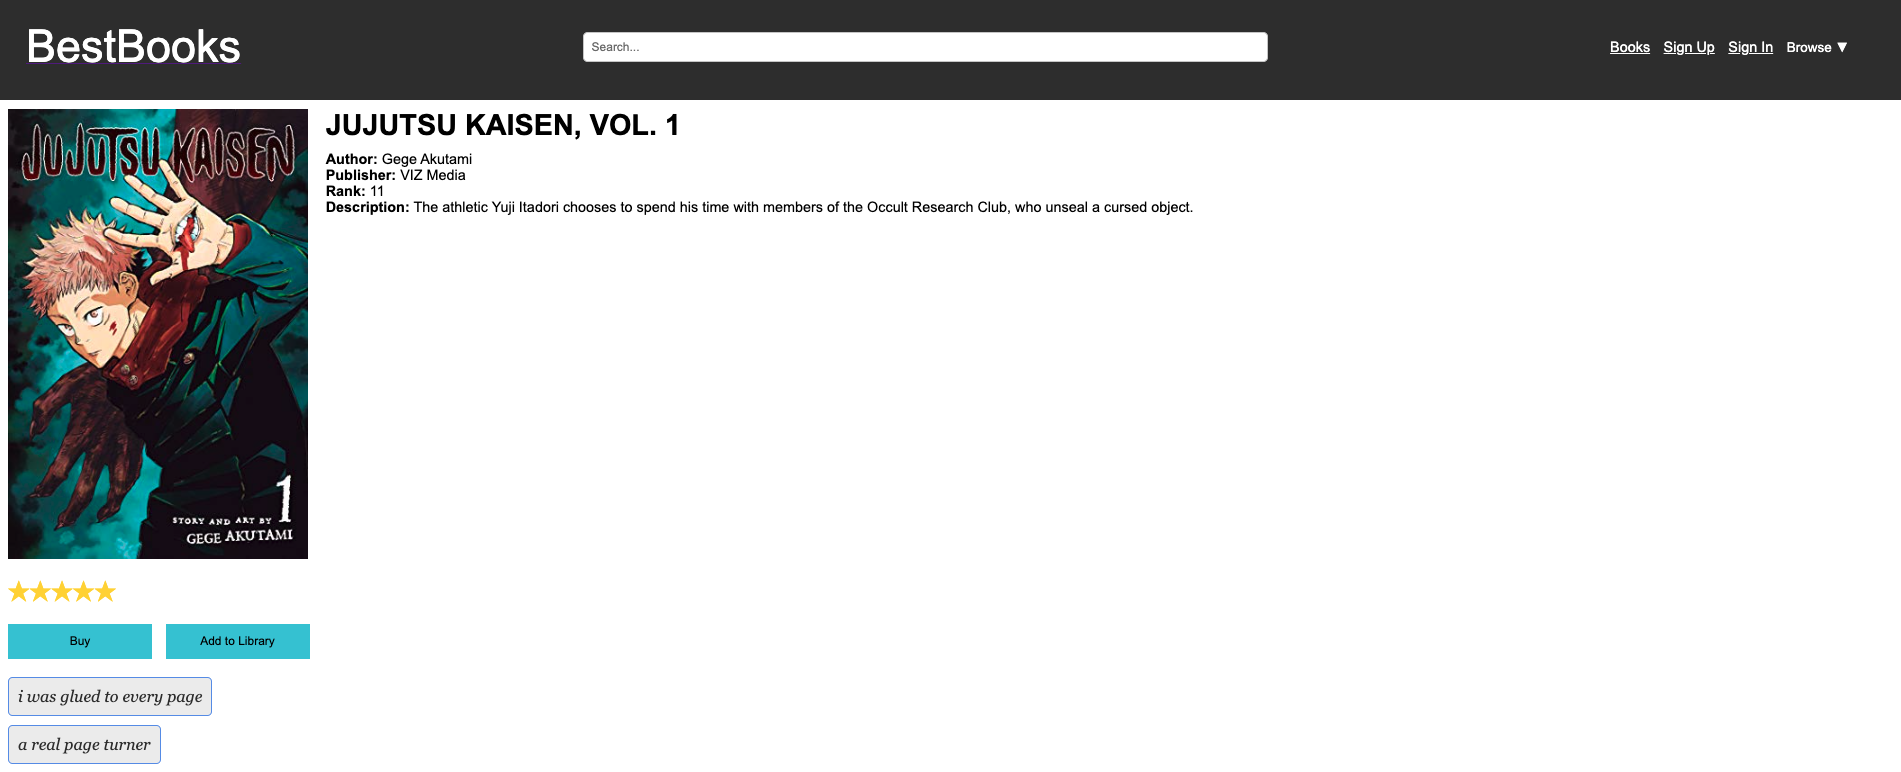 BestBooks
Search...
Books Sign Up Sign In Browse ▼
JUJUTSU KAISEN
1
STORY AND ART BY
GEGE AKUTAMI
JUJUTSU KAISEN, VOL. 1
Author: Gege Akutami
Publisher: VIZ Media
Rank: 11
Description: The athletic Yuji Itadori chooses to spend his time with members of the Occult Research Club, who unseal a cursed object.
★★★★★
Buy
Add to Library
i was glued to every page
a real page turner